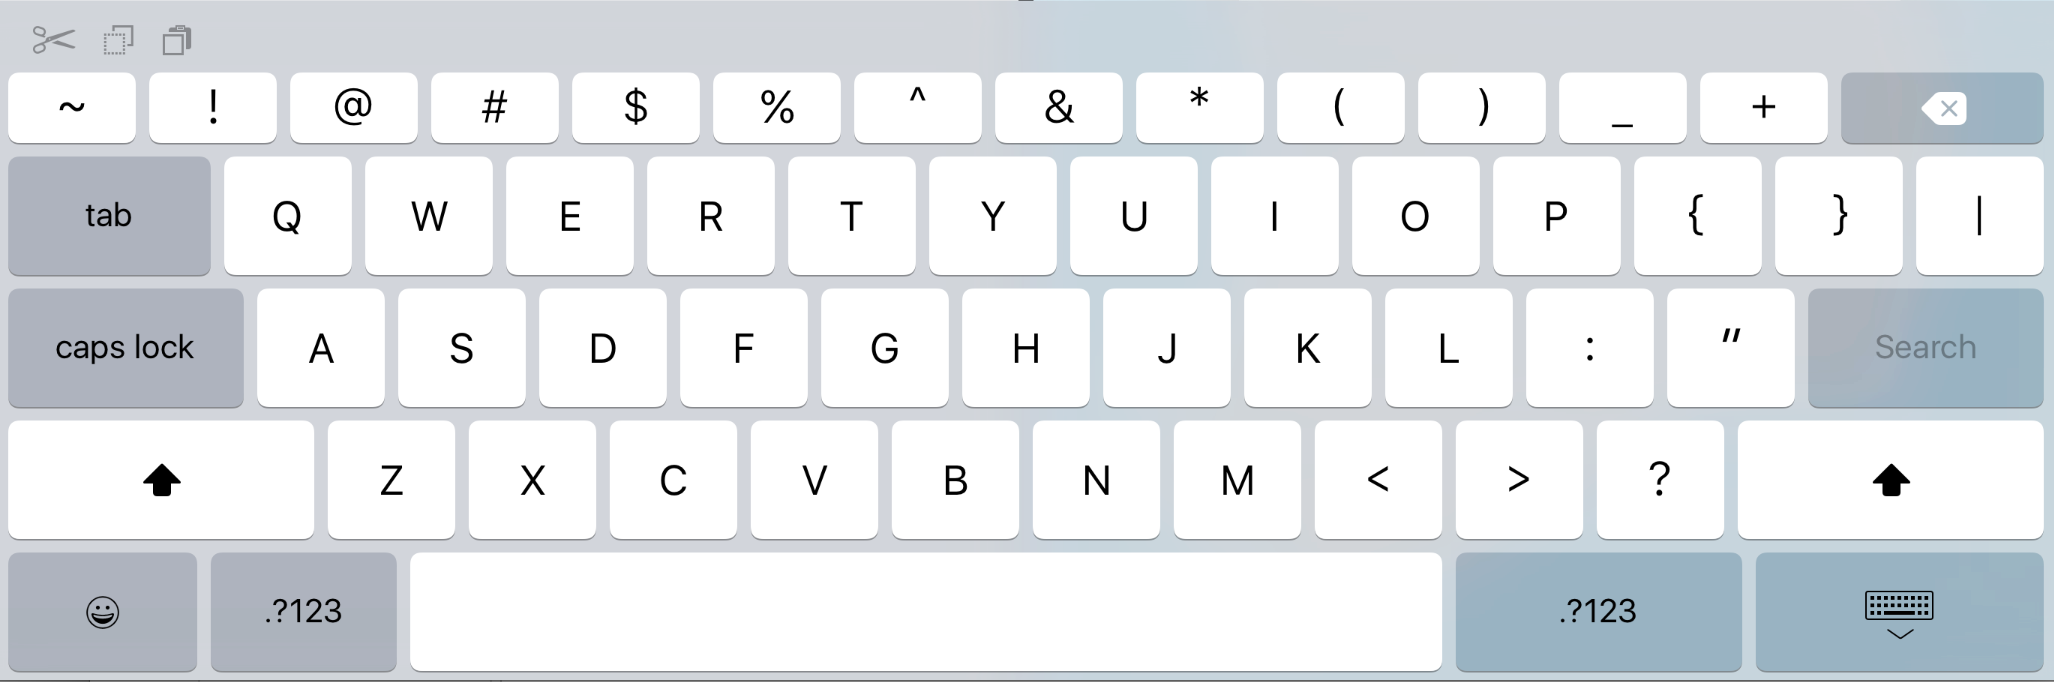 ~ ! @ # $ % ^ & * ( ) _ +
tab Q W E R T Y U I O P { } |
caps lock A S D F G H J K L : " Search
Z X C V B N M < > ?
.?123 .?123